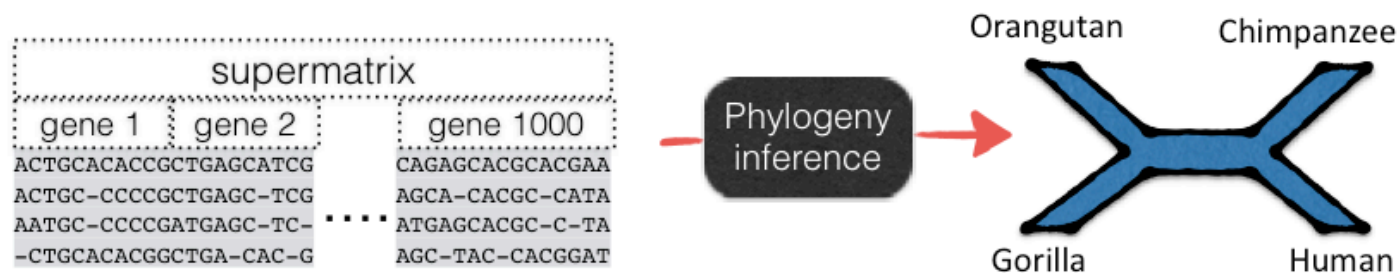 supermatrix
gene 1 gene 2 gene 1000
ACTGCACACCGCTGAGCATCG CAGAGCACGCACGAA
ACTGC-CCCCGCTGAGC-TCG .... AGCA-CACGC-CATA
AATGC-CCCCGATGAGC-TC- ATGAGCACGC-C-TA
-CTGCACACGGCTGA-CAC-G AGC-TAC-CACGGAT
Phylogeny
inference
Orangutan Chimpanzee
Gorilla Human